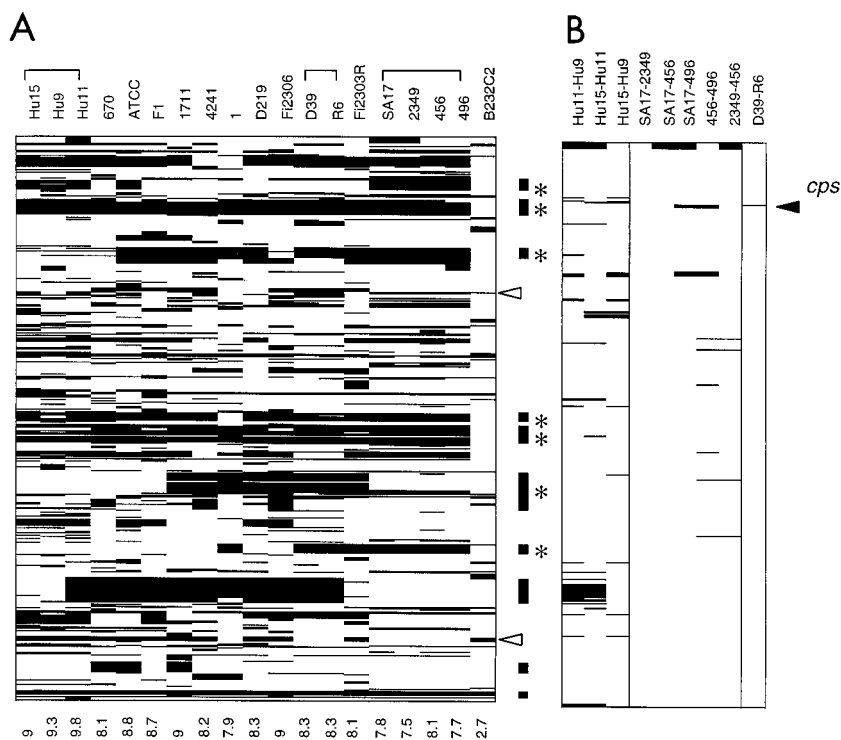 A
B
Hu15
Hu9
Hu11
670
ATCC
F1
1711
4241
1
D219
Fi2306
D39
R6
Fi2303R
SA17
2349
456
496
B232C2
Hu11-Hu9
Hu15-Hu11
Hu15-Hu9
SA17-2349
SA17-456
SA17-496
456-496
2349-456
D39-R6
cps
*
*
*
*
*
*
*
9
9.3
9.8
8.1
8.8
8.7
9
8.2
7.9
8.3
9
8.3
8.3
8.1
7.8
7.5
8.1
7.7
2.7